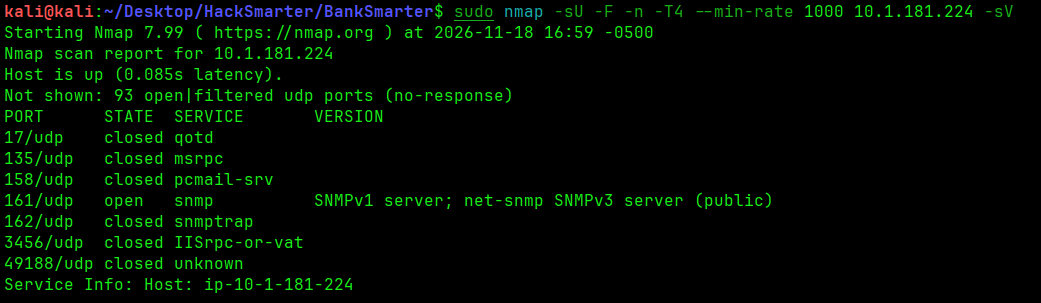 kali@kali:~/Desktop/HackSmarter/BankSmarter$ sudo nmap -sU -F -n -T4 --min-rate 1000 10.1.181.224 -sV
Starting Nmap 7.99 ( https://nmap.org ) at 2026-11-18 16:59 -0500
Nmap scan report for 10.1.181.224
Host is up (0.085s latency).
Not shown: 93 open|filtered udp ports (no-response)
PORT      STATE  SERVICE       VERSION
17/udp    closed qotd
135/udp   closed msrpc
158/udp   closed pcmail-srv
161/udp   open   snmp          SNMPv1 server; net-snmp SNMPv3 server (public)
162/udp   closed snmptrap
3456/udp  closed IISrpc-or-vat
49188/udp closed unknown
Service Info: Host: ip-10-1-181-224